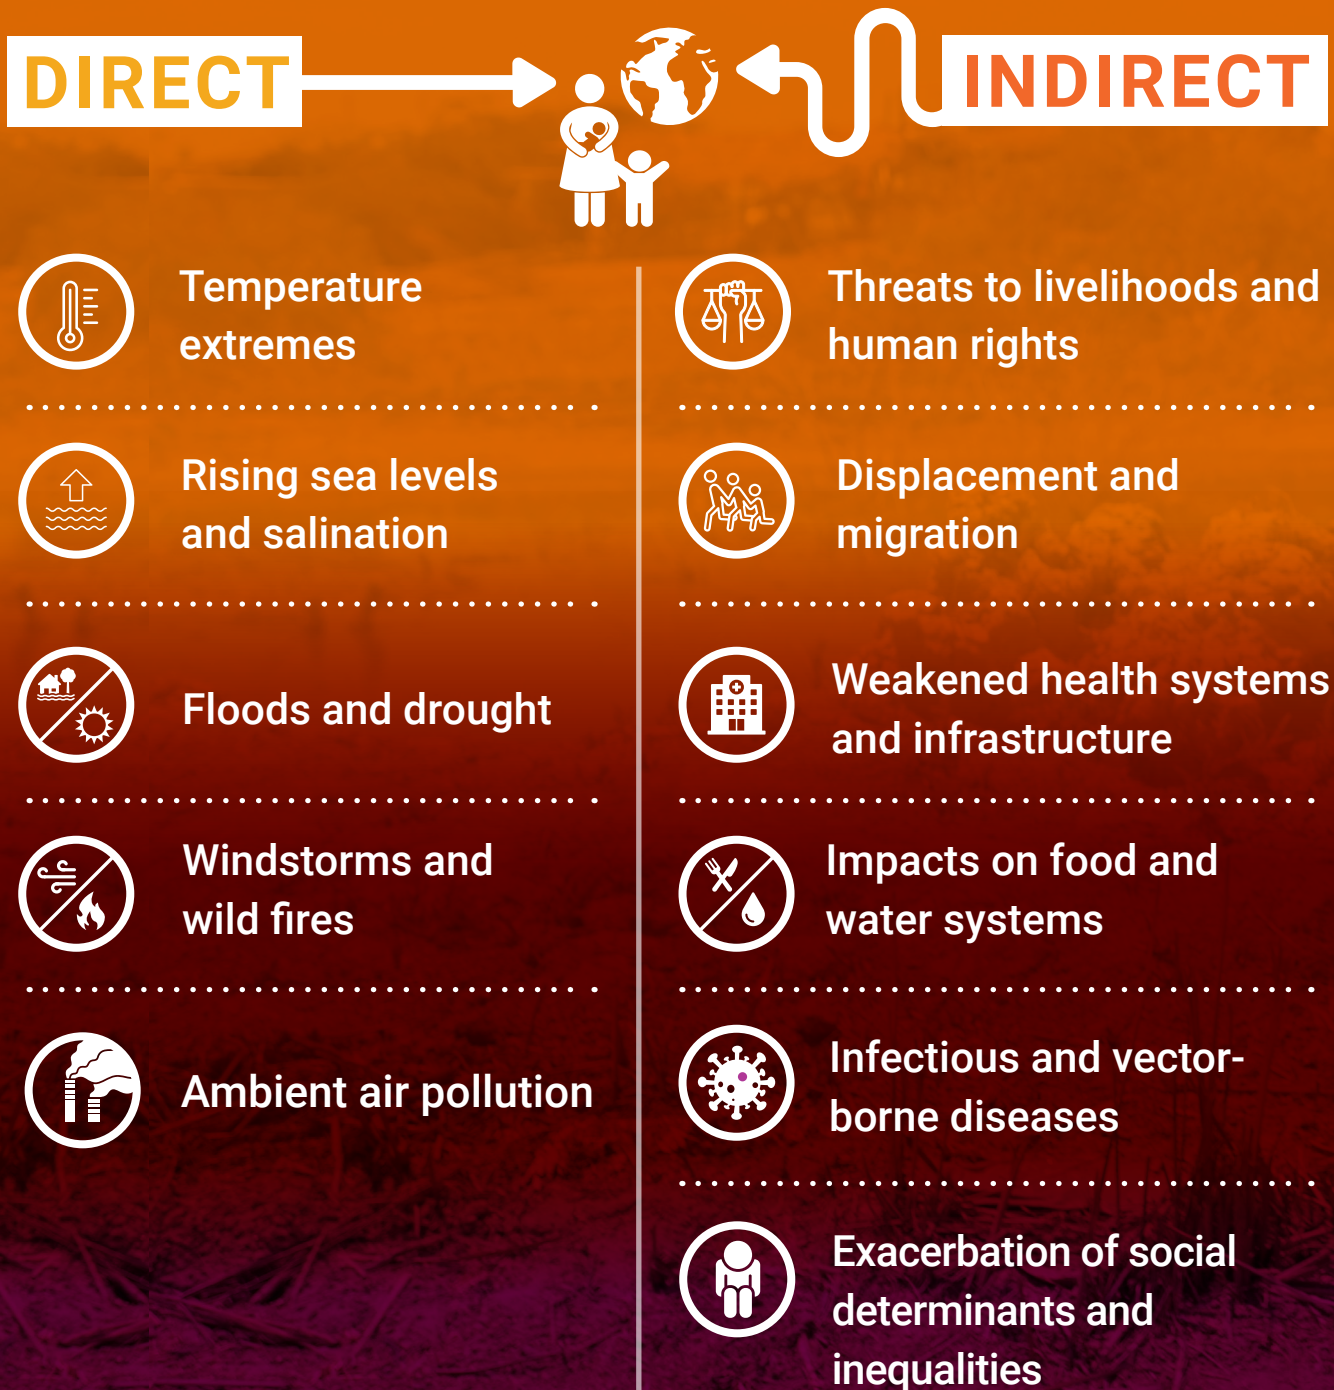 DIRECT
INDIRECT
Temperature
extremes
Rising sea levels
and salination
Floods and drought
Windstorms and
wild fires
Ambient air pollution
Threats to livelihoods and
human rights
Displacement and
migration
Weakened health systems
and infrastructure
Impacts on food and
water systems
Infectious and vector-
borne diseases
Exacerbation of social
determinants and
inequalities